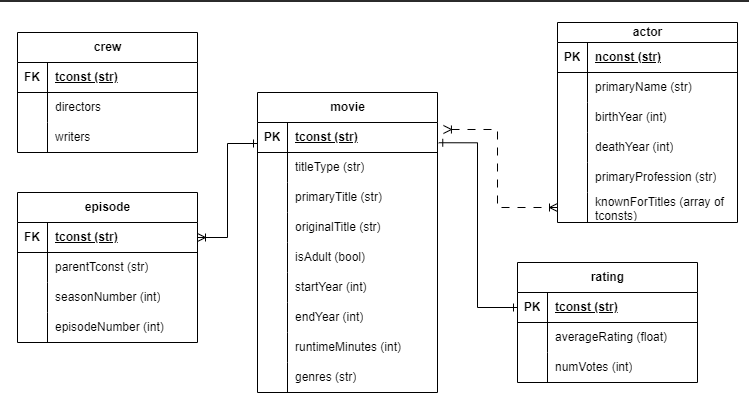 crew
FK tconst (str)
directors
writers
episode
FK tconst (str)
parentTconst (str)
seasonNumber (int)
episodeNumber (int)
movie
PK tconst (str)
titleType (str)
primaryTitle (str)
originalTitle (str)
isAdult (bool)
startYear (int)
endYear (int)
runtimeMinutes (int)
genres (str)
actor
PK nconst (str)
primaryName (str)
birthYear (int)
deathYear (int)
primaryProfession (str)
knownForTitles (array of
tconsts)
rating
PK tconst (str)
averageRating (float)
numVotes (int)